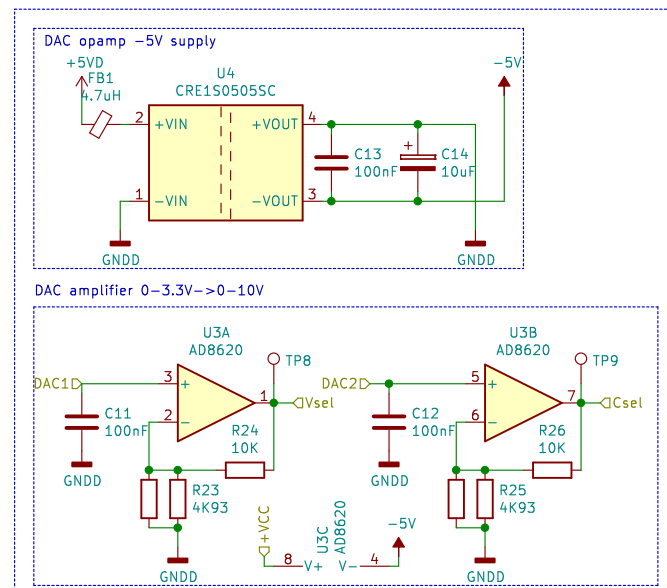 DAC opamp -5V supply
+5VD
FB1
4.7uH
U4
CRE1S0505SC
-5V
2
+VIN
+VOUT
4
C13
100nF
+
C14
10uF
1
-VIN
-VOUT
3
GNDD
GNDD
DAC amplifier 0-3.3V->0-10V
U3A
AD8620
U3B
AD8620
TP8
TP9
DAC1
3
+
1
Vsel
DAC2
5
+
7
Csel
C11
100nF
2
-
R24
10K
C12
100nF
6
-
R26
10K
GNDD
GNDD
R23
4K93
R25
4K93
+VCC
U3C
AD8620
-5V
8
V+
V-
4
GNDD
GNDD